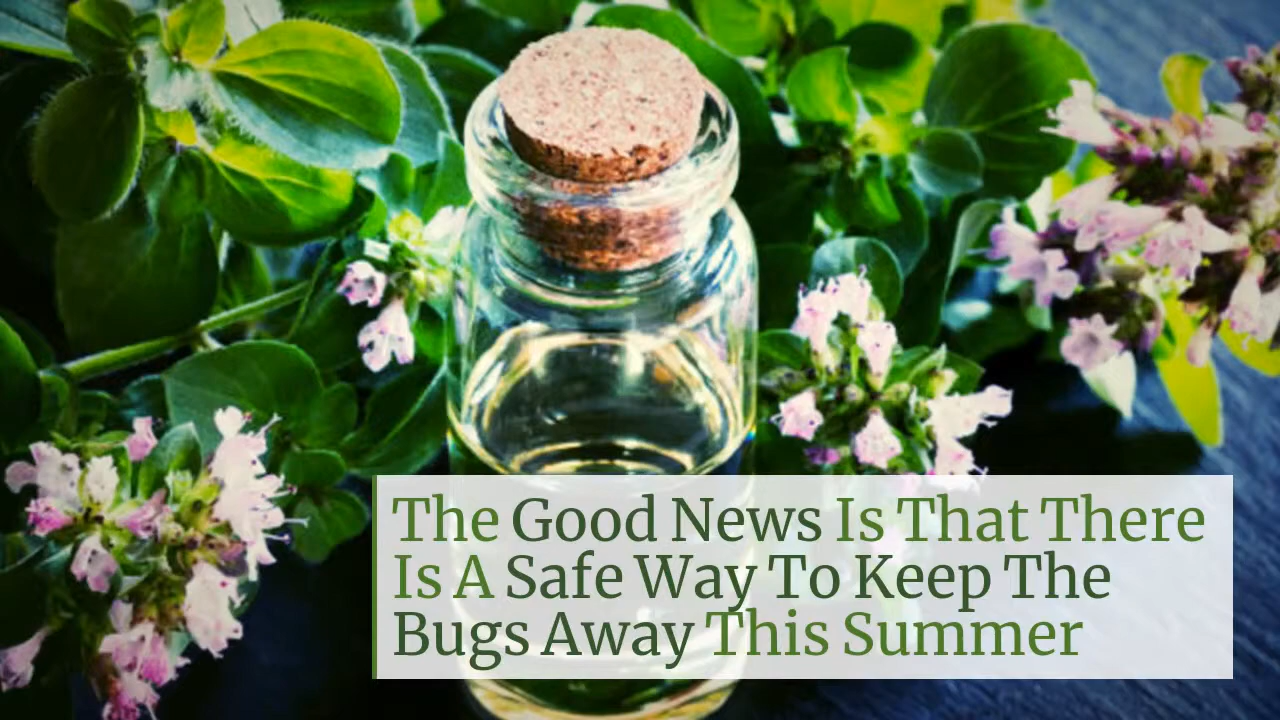 The Good News Is That There
Is A Safe Way To Keep The
Bugs Away This Summer